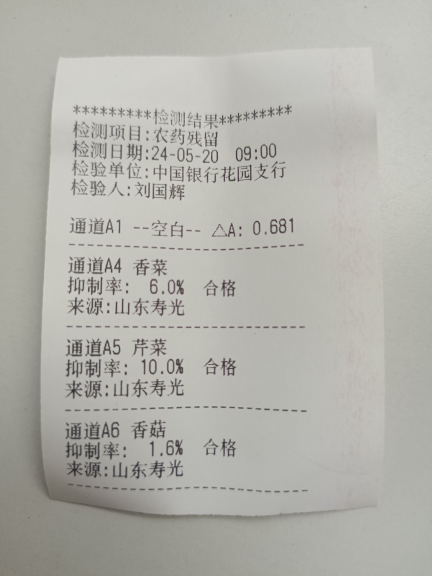 *********检测结果*********
检测项目:农药残留
检测日期:24-05-20 09:00
检验单位:中国银行花园支行
检验人:刘国辉
通道A1 --空白-- △A: 0.681
通道A4 香菜
抑制率: 6.0% 合格
来源:山东寿光
通道A5 芹菜
抑制率: 10.0% 合格
来源:山东寿光
通道A6 香菇
抑制率: 1.6% 合格
来源:山东寿光